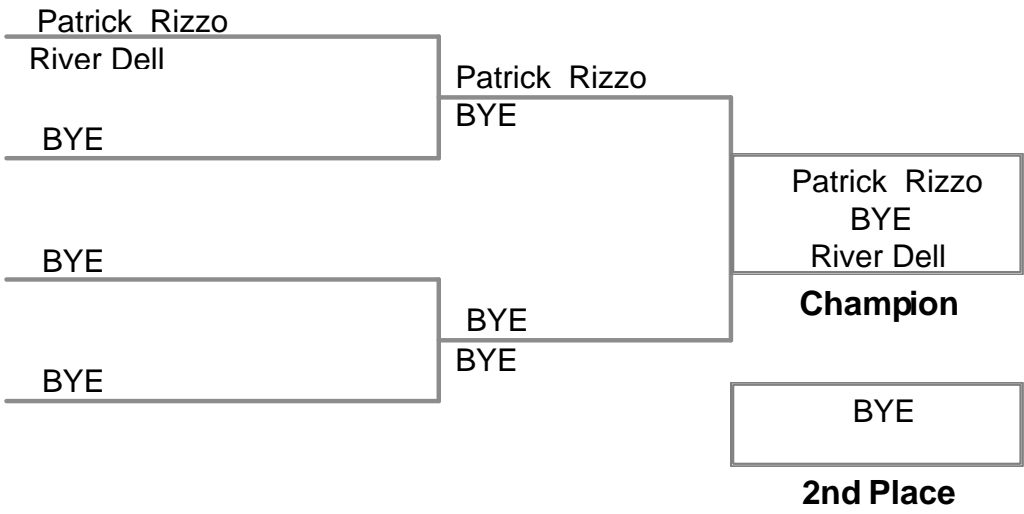 Patrick Rizzo
River Dell
BYE
BYE
BYE
Patrick Rizzo
BYE
BYE
BYE
Patrick Rizzo
BYE
River Dell
Champion
BYE
2nd Place